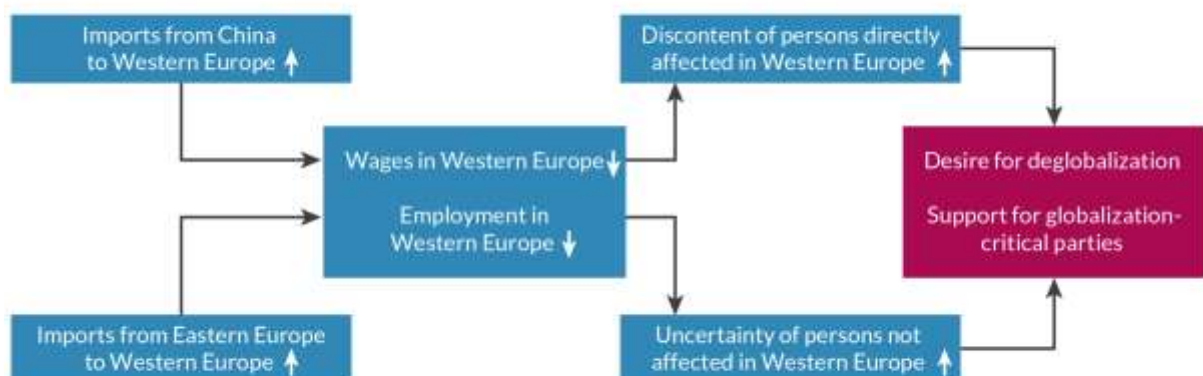 Imports from China
to Western Europe ↑
Discontent of persons directly
affected in Western Europe ↑
Wages in Western Europe ↓
Employment in
Western Europe ↓
Desire for deglobalization
Support for globalization-
critical parties
Imports from Eastern Europe
to Western Europe ↑
Uncertainty of persons not
affected in Western Europe ↑